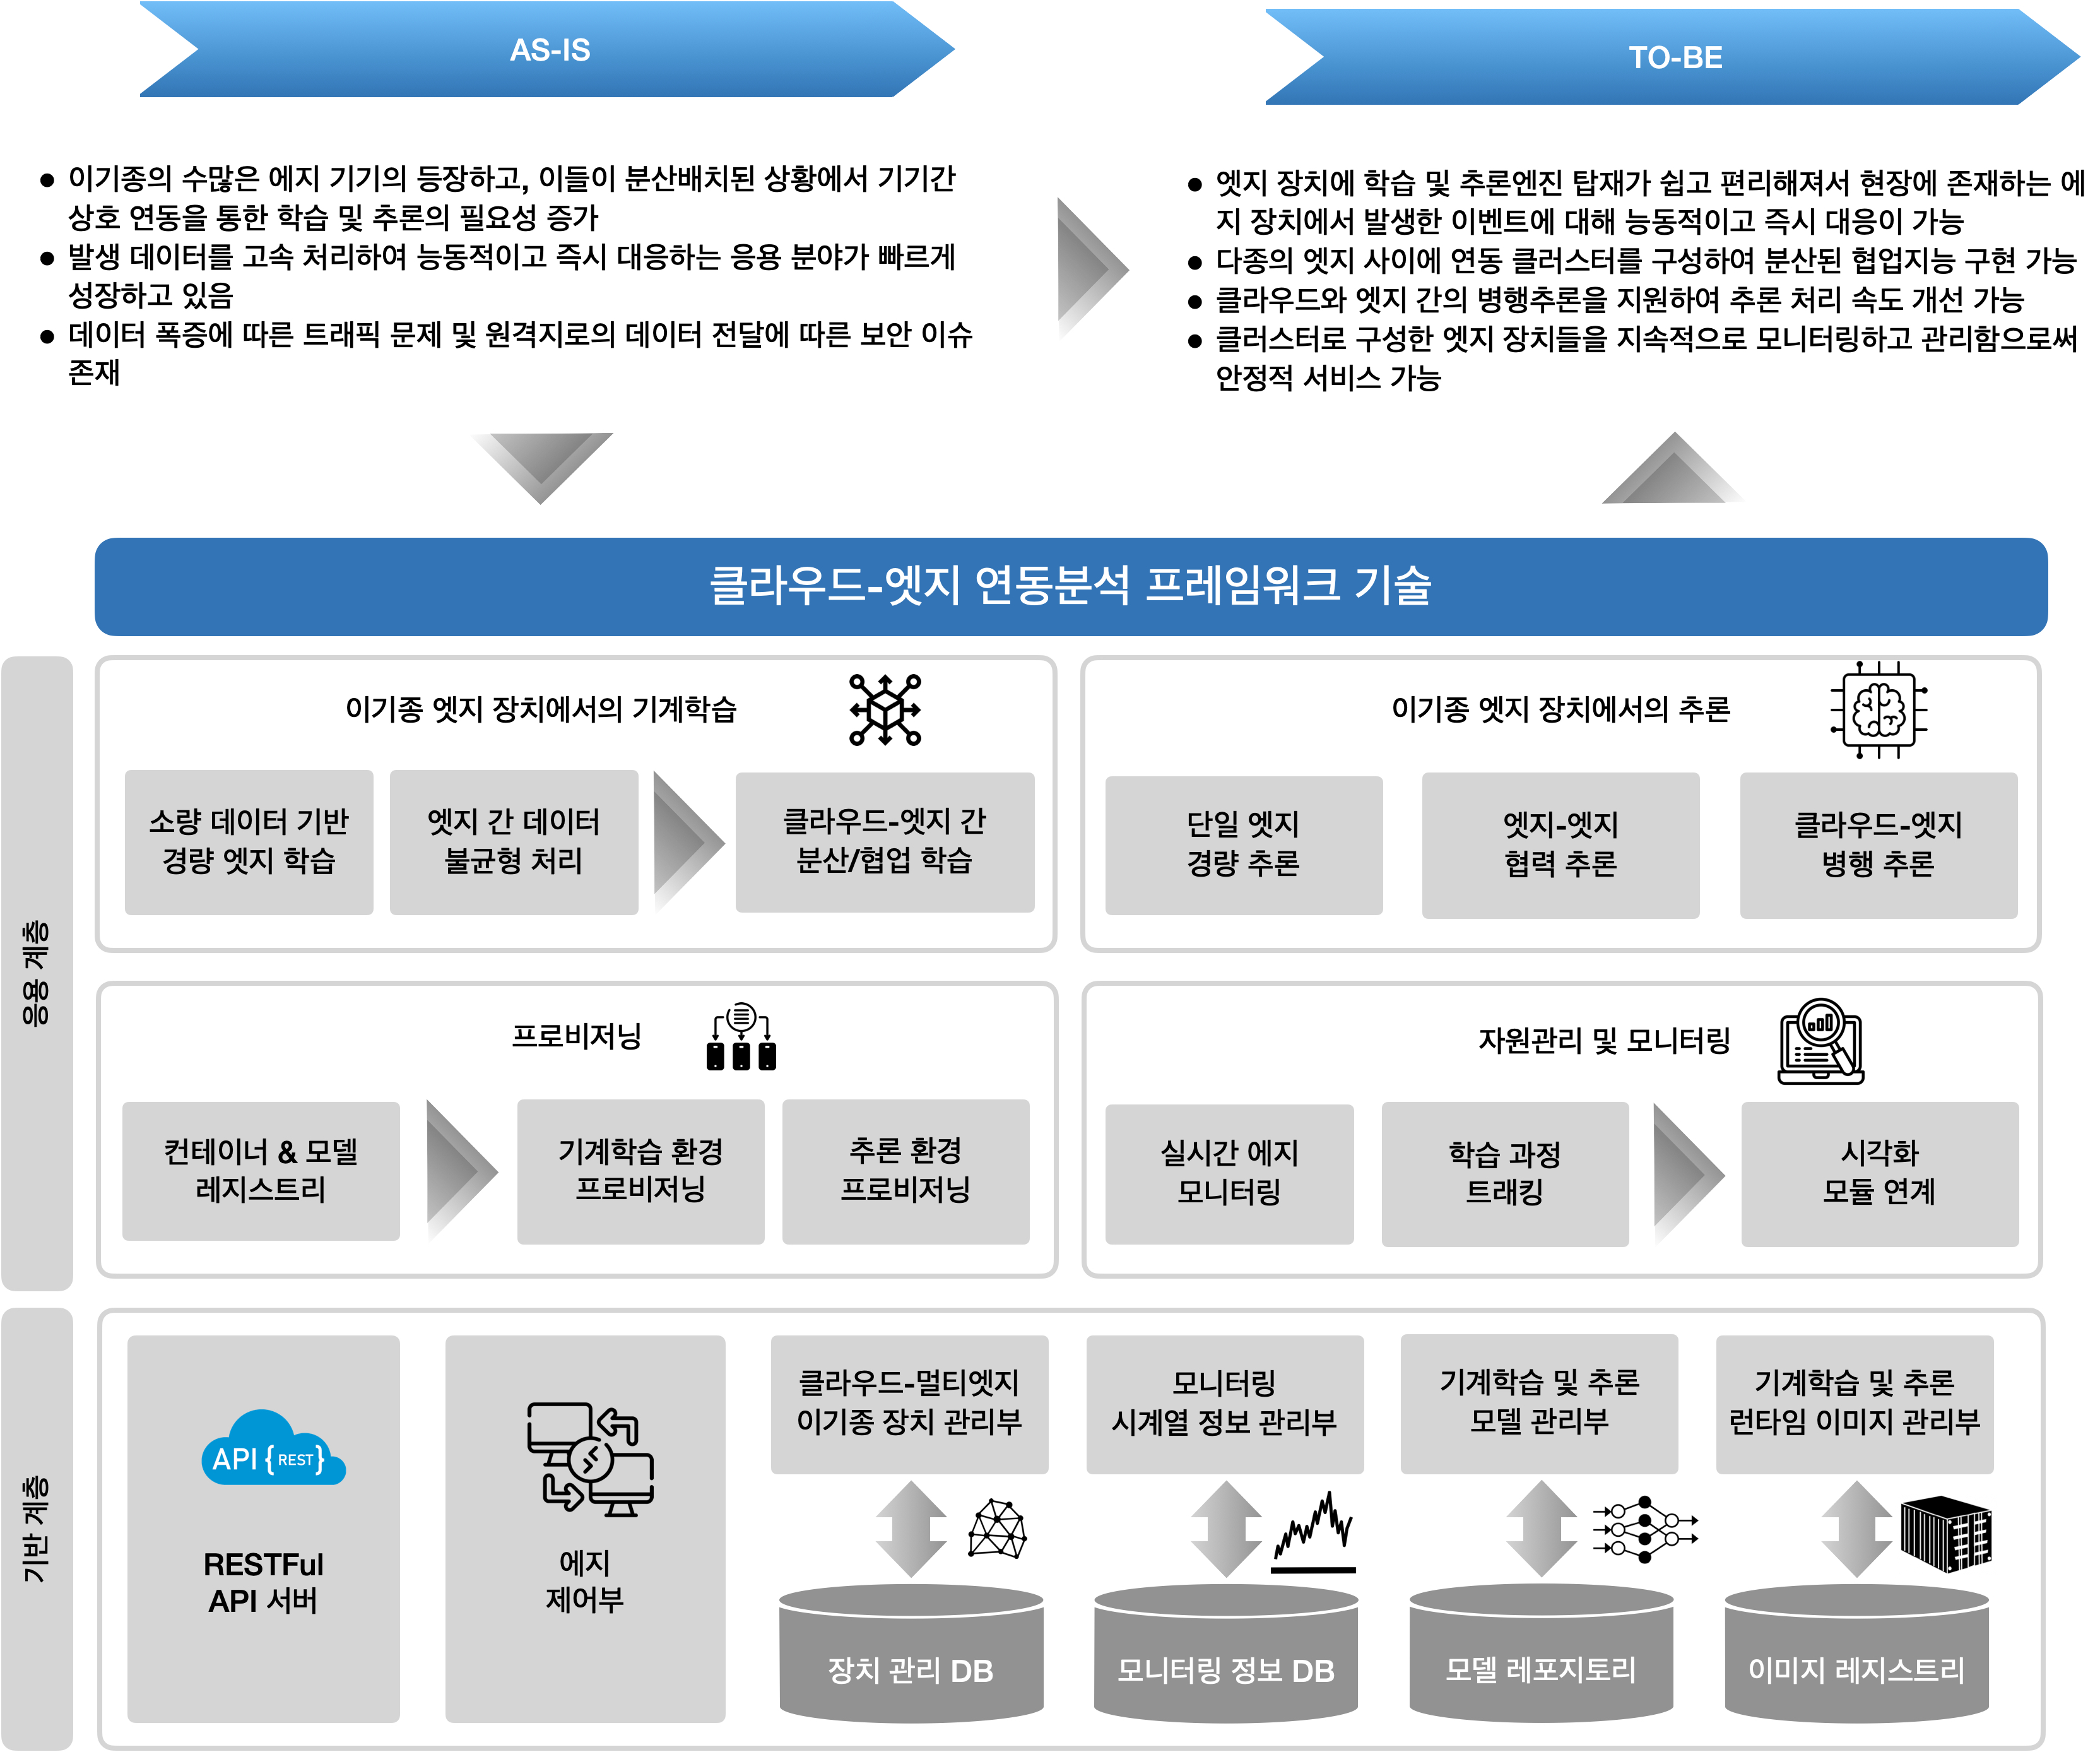 AS-IS
TO-BE
● 이기종의 수많은 에지 기기의 등장하고, 이들이 분산배치된 상황에서 기기간
상호 연동을 통한 학습 및 추론의 필요성 증가
● 발생 데이터를 고속 처리하여 능동적이고 즉시 대응하는 응용 분야가 빠르게
성장하고 있음
● 데이터 폭증에 따른 트래픽 문제 및 원격지로의 데이터 전달에 따른 보안 이슈
존재
● 엣지 장치에 학습 및 추론엔진 탑재가 쉽고 편리해져서 현장에 존재하는 에
지 장치에서 발생한 이벤트에 대해 능동적이고 즉시 대응이 가능
● 다종의 엣지 사이에 연동 클러스터를 구성하여 분산된 협업지능 구현 가능
● 클라우드와 엣지 간의 병행추론을 지원하여 추론 처리 속도 개선 가능
● 클러스터로 구성한 엣지 장치들을 지속적으로 모니터링하고 관리함으로써
안정적 서비스 가능
클라우드-엣지 연동분석 프레임워크 기술
응용 계층
이기종 엣지 장치에서의 기계학습
소량 데이터 기반
경량 엣지 학습
엣지 간 데이터
불균형 처리
클라우드-엣지 간
분산/협업 학습
이기종 엣지 장치에서의 추론
단일 엣지
경량 추론
엣지-엣지
협력 추론
클라우드-엣지
병행 추론
프로비저닝
컨테이너 & 모델
레지스트리
기계학습 환경
프로비저닝
추론 환경
프로비저닝
자원관리 및 모니터링
실시간 에지
모니터링
학습 과정
트래킹
시각화
모듈 연계
기반 계층
API {REST}
RESTFul
API 서버
에지
제어부
클라우드-멀티엣지
이기종 장치 관리부
장치 관리 DB
모니터링
시계열 정보 관리부
모니터링 정보 DB
기계학습 및 추론
모델 관리부
모델 레포지토리
기계학습 및 추론
런타임 이미지 관리부
이미지 레지스트리